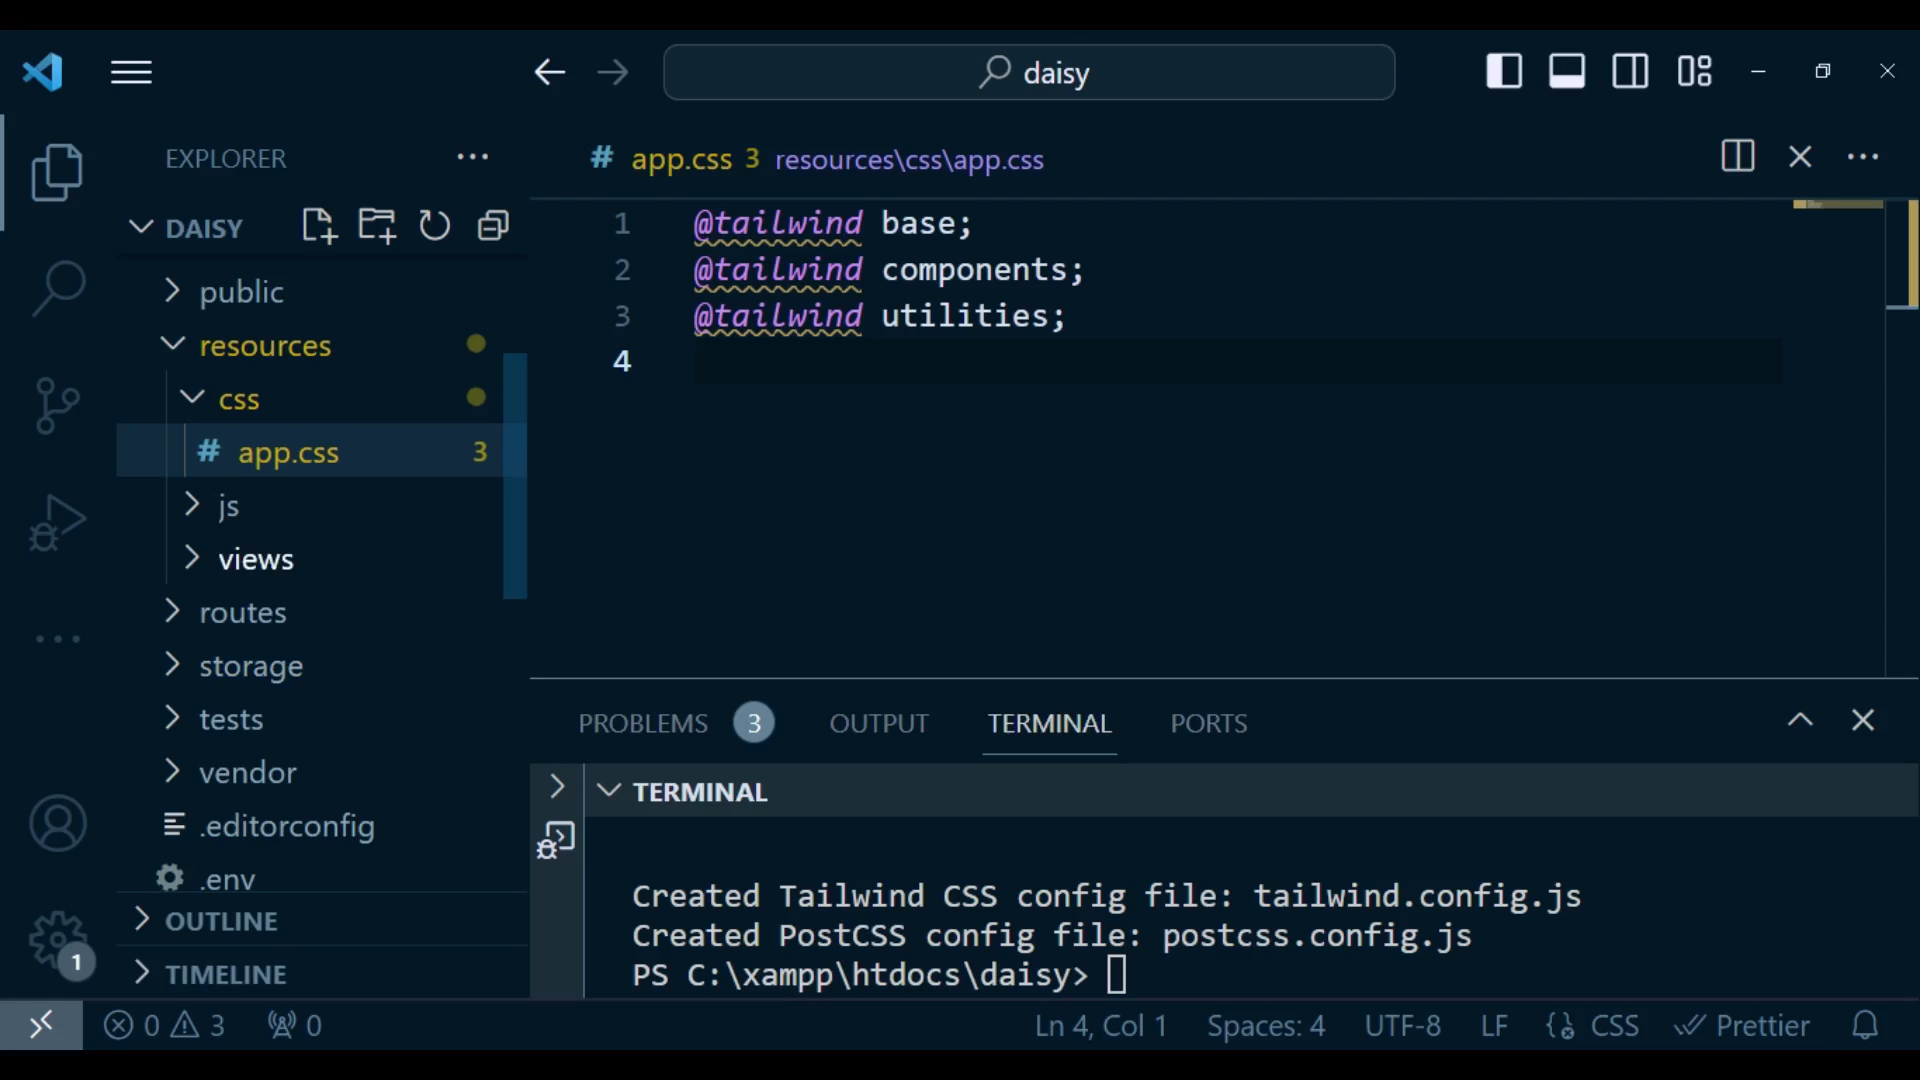 daisy
EXPLORER
# app.css 3 resources\css\app.css
DAISY
public
resources
css
# app.css 3
js
views
routes
storage
tests
vendor
.editorconfig
.env
OUTLINE
TIMELINE
1
1 @tailwind base;
2 @tailwind components;
3 @tailwind utilities;
4
PROBLEMS 3 OUTPUT TERMINAL PORTS
TERMINAL
Created Tailwind CSS config file: tailwind.config.js
Created PostCSS config file: postcss.config.js
PS C:\xampp\htdocs\daisy>
0 3 0 Ln 4, Col 1 Spaces: 4 UTF-8 LF CSS Prettier